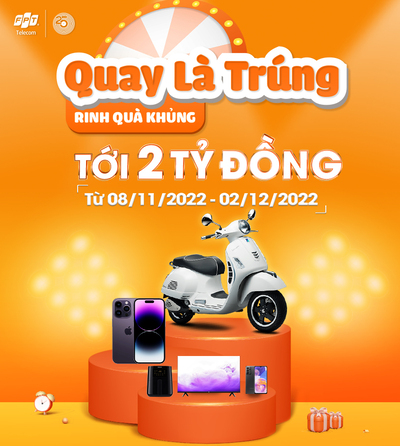 FPT
Telecom
25
Quay Là Trúng
RINH QUÀ KHỦNG
TỚI 2 TỶ ĐỒNG
Từ 08/11/2022 - 02/12/2022